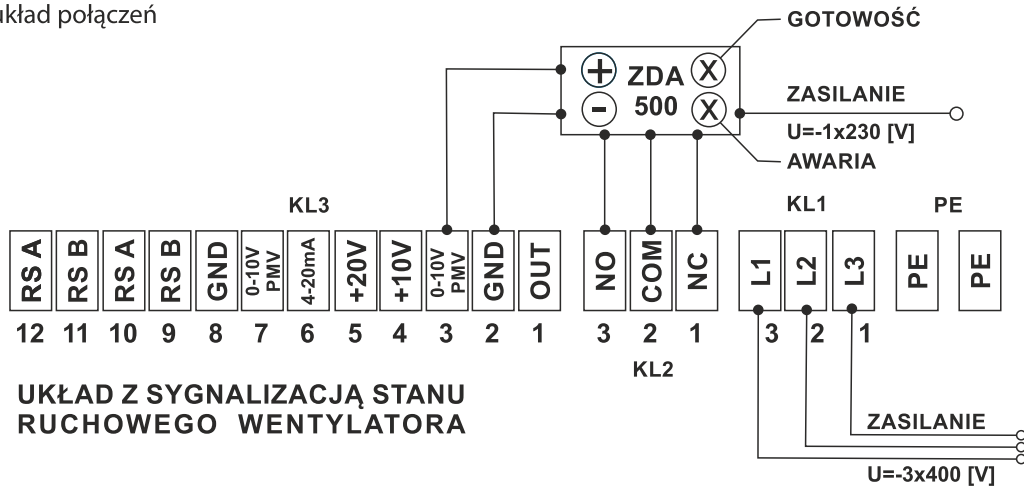 układ połączeń
GOTOWOŚĆ
+ ZDA X
- 500 X
ZASILANIE
U=-1x230 [V]
AWARIA
KL3
KL1
PE
RS A
RS B
RS A
RS B
GND
0-10V
PMV
4-20mA
+20V
+10V
0-10V
PMV
GND
OUT
NO
COM
NC
L1
L2
L3
PE
PE
12 11 10 9 8 7 6 5 4 3 2 1
3 2 1
3 2 1
KL2
UKŁAD Z SYGNALIZACJĄ STANU
RUCHOWEGO WENTYLATORA
ZASILANIE
U=-3x400 [V]